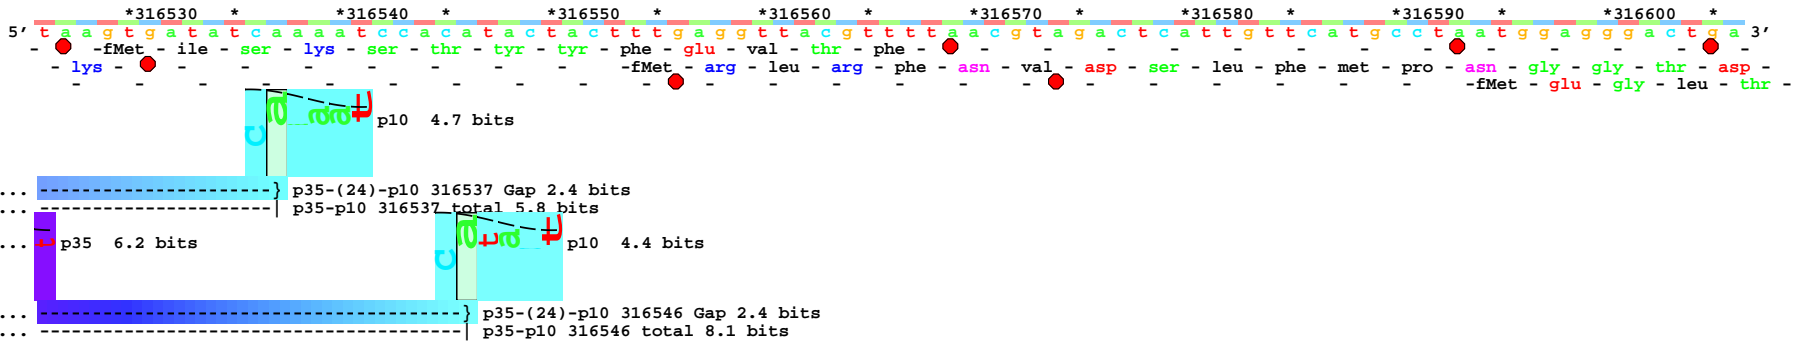 *316530 * *316540 * *316550 * *316560 * *316570 * *316580 * *316590 * *316600 *
5' t a a g t g a t a t c a a a a t c c a c a t a c t a c t t t g a g g t t a c g t t t t a a c g t a g a c t c a t t g t t c a t g c c t a a t g g a g g g a c t g a 3'
- -fMet - ile - ser - lys - ser - thr - tyr - tyr - phe - glu - val - thr - phe - - - - - - - - - - - - -
- lys - - - - - - - - -fMet - arg - leu - arg - phe - asn - val - asp - ser - leu - phe - met - pro - asn - gly - gly - thr - asp -
- - - - - - - - - - - - - - - - - - - - - -fMet - glu - gly - leu - thr -
c a a a t p10 4.7 bits
... ----------------------} p35-(24)-p10 316537 Gap 2.4 bits
... ----------------------| p35-p10 316537 total 5.8 bits
... t p35 6.2 bits c a t a t p10 4.4 bits
... ----------------------------------------} p35-(24)-p10 316546 Gap 2.4 bits
... ----------------------------------------| p35-p10 316546 total 8.1 bits